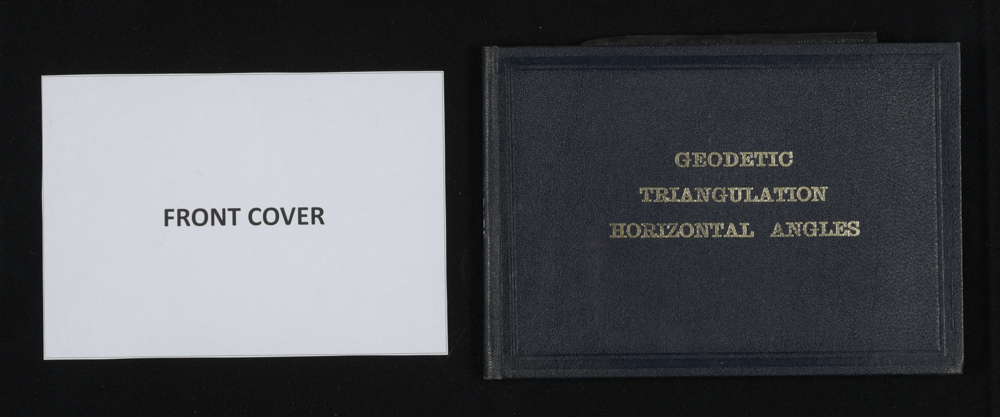 FRONT COVER
GEODETIC
TRIANGULATION
HORIZONTAL ANGLES